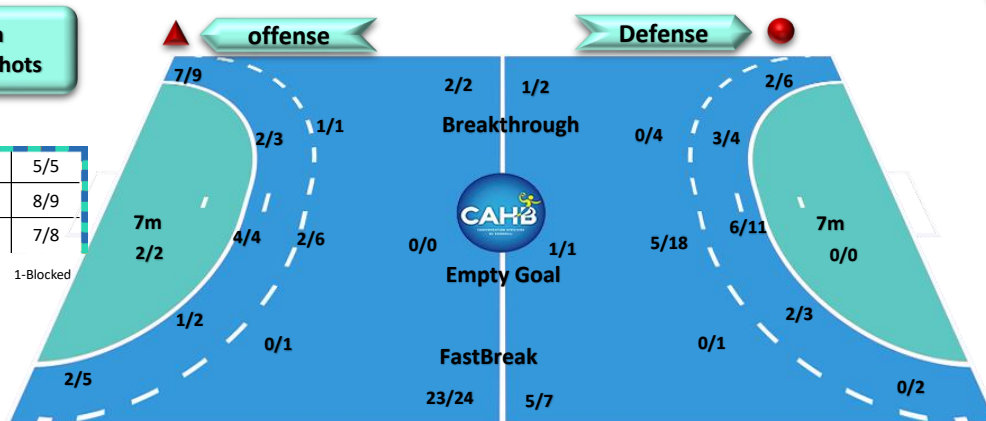 offense
Defense
hots
7/9
2/2
1/2
2/6
1/1
Breakthrough
2/3
0/4
3/4
5/5
8/9
7/8
CAHB
7m
7m
4/4
2/6
0/0
1/1
5/18
6/11
2/2
0/0
1-Blocked
Empty Goal
1/2
2/3
0/1
0/1
FastBreak
2/5
0/2
23/24
5/7